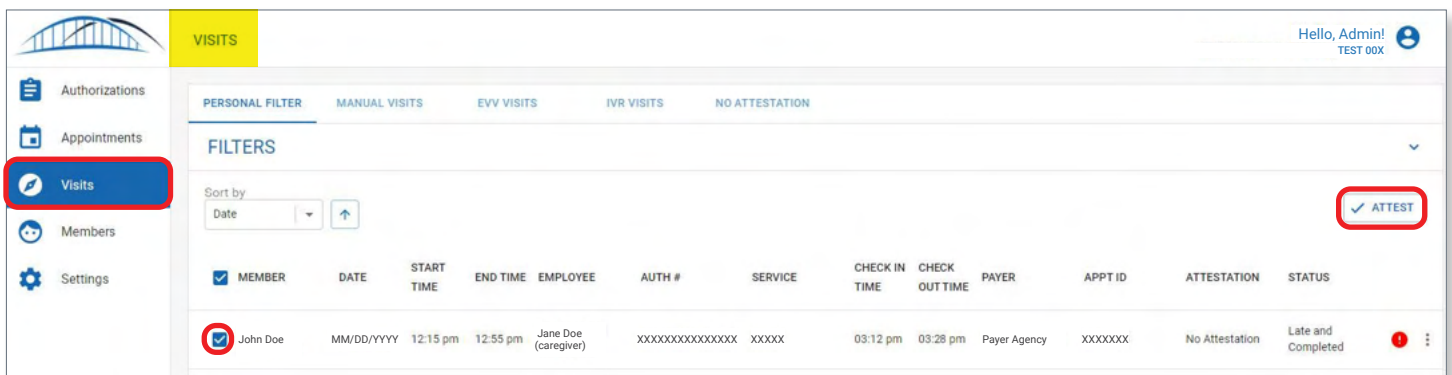 VISITS
Hello, Admin!
TEST 00X
Authorizations
Appointments
Visits
Members
Settings
PERSONAL FILTER MANUAL VISITS EVV VISITS IVR VISITS NO ATTESTATION
FILTERS
Sort by
Date
ATTEST
MEMBER DATE START TIME END TIME EMPLOYEE AUTH # SERVICE CHECK IN TIME CHECK OUT TIME PAYER APPT ID ATTESTATION STATUS
John Doe MM/DD/YYYY 12:15 pm 12:55 pm Jane Doe (caregiver) XXXXXXXXXXXXXX XXXXX 03:12 pm 03:28 pm Payer Agency XXXXXXX No Attestation Late and Completed